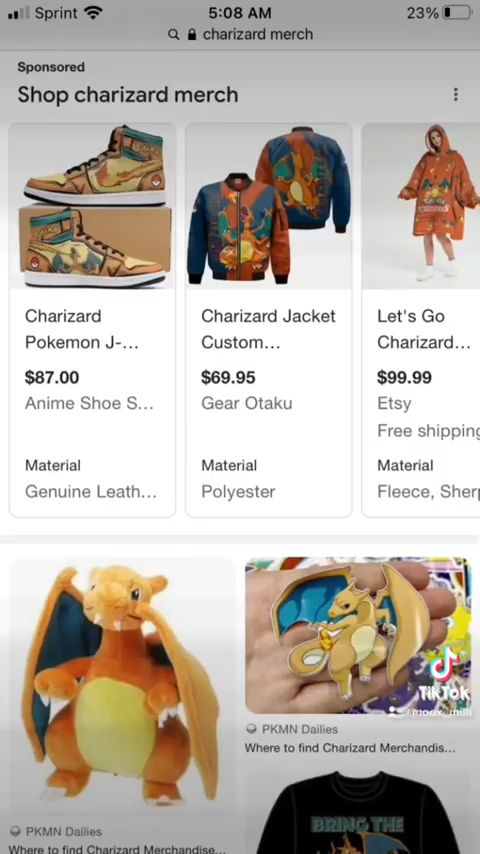 Sprint
5:08 AM
23%
charizard merch
Sponsored
Shop charizard merch
Charizard
Pokemon J-...
$87.00
Anime Shoe S...
Material
Genuine Leath...
Charizard Jacket
Custom...
$69.95
Gear Otaku
Material
Polyester
Let's Go
Charizard...
$99.99
Etsy
Free shipping
Material
Fleece, Sher
PKMN Dailies
Where to find Charizard Merchandise...
TikTok
PKMN Dailies
Where to find Charizard Merchandis...
BRING THE